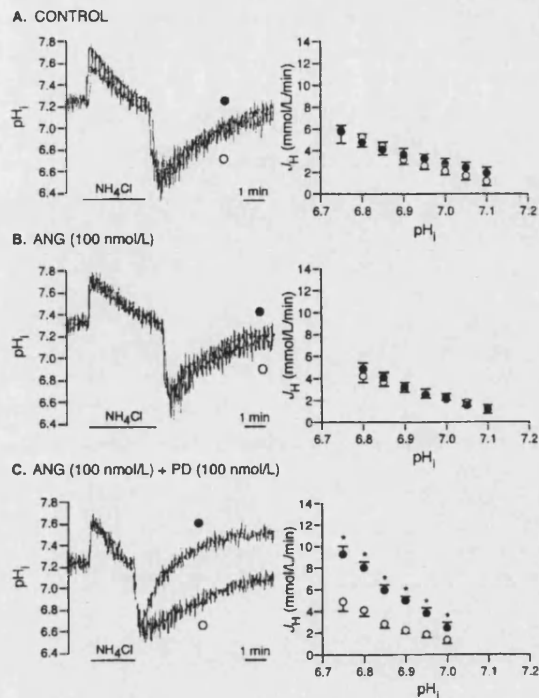 A. CONTROL
7.8
7.6
7.4
7.2
7.0
6.8
6.6
6.4
pHi
NH4Cl
1 min
14
12
10
8
6
4
2
0
JH (mmol/L/min)
6.7 6.8 6.9 7.0 7.1 7.2
pHi
B. ANG (100 nmol/L)
7.8
7.6
7.4
7.2
7.0
6.8
6.6
6.4
pHi
NH4Cl
1 min
14
12
10
8
6
4
2
0
JH (mmol/L/min)
6.7 6.8 6.9 7.0 7.1 7.2
pHi
C. ANG (100 nmol/L) + PD (100 nmol/L)
7.8
7.6
7.4
7.2
7.0
6.8
6.6
6.4
pHi
NH4Cl
1 min
14
12
10
8
6
4
2
0
JH (mmol/L/min)
* * * * * *
6.7 6.8 6.9 7.0 7.1 7.2
pHi